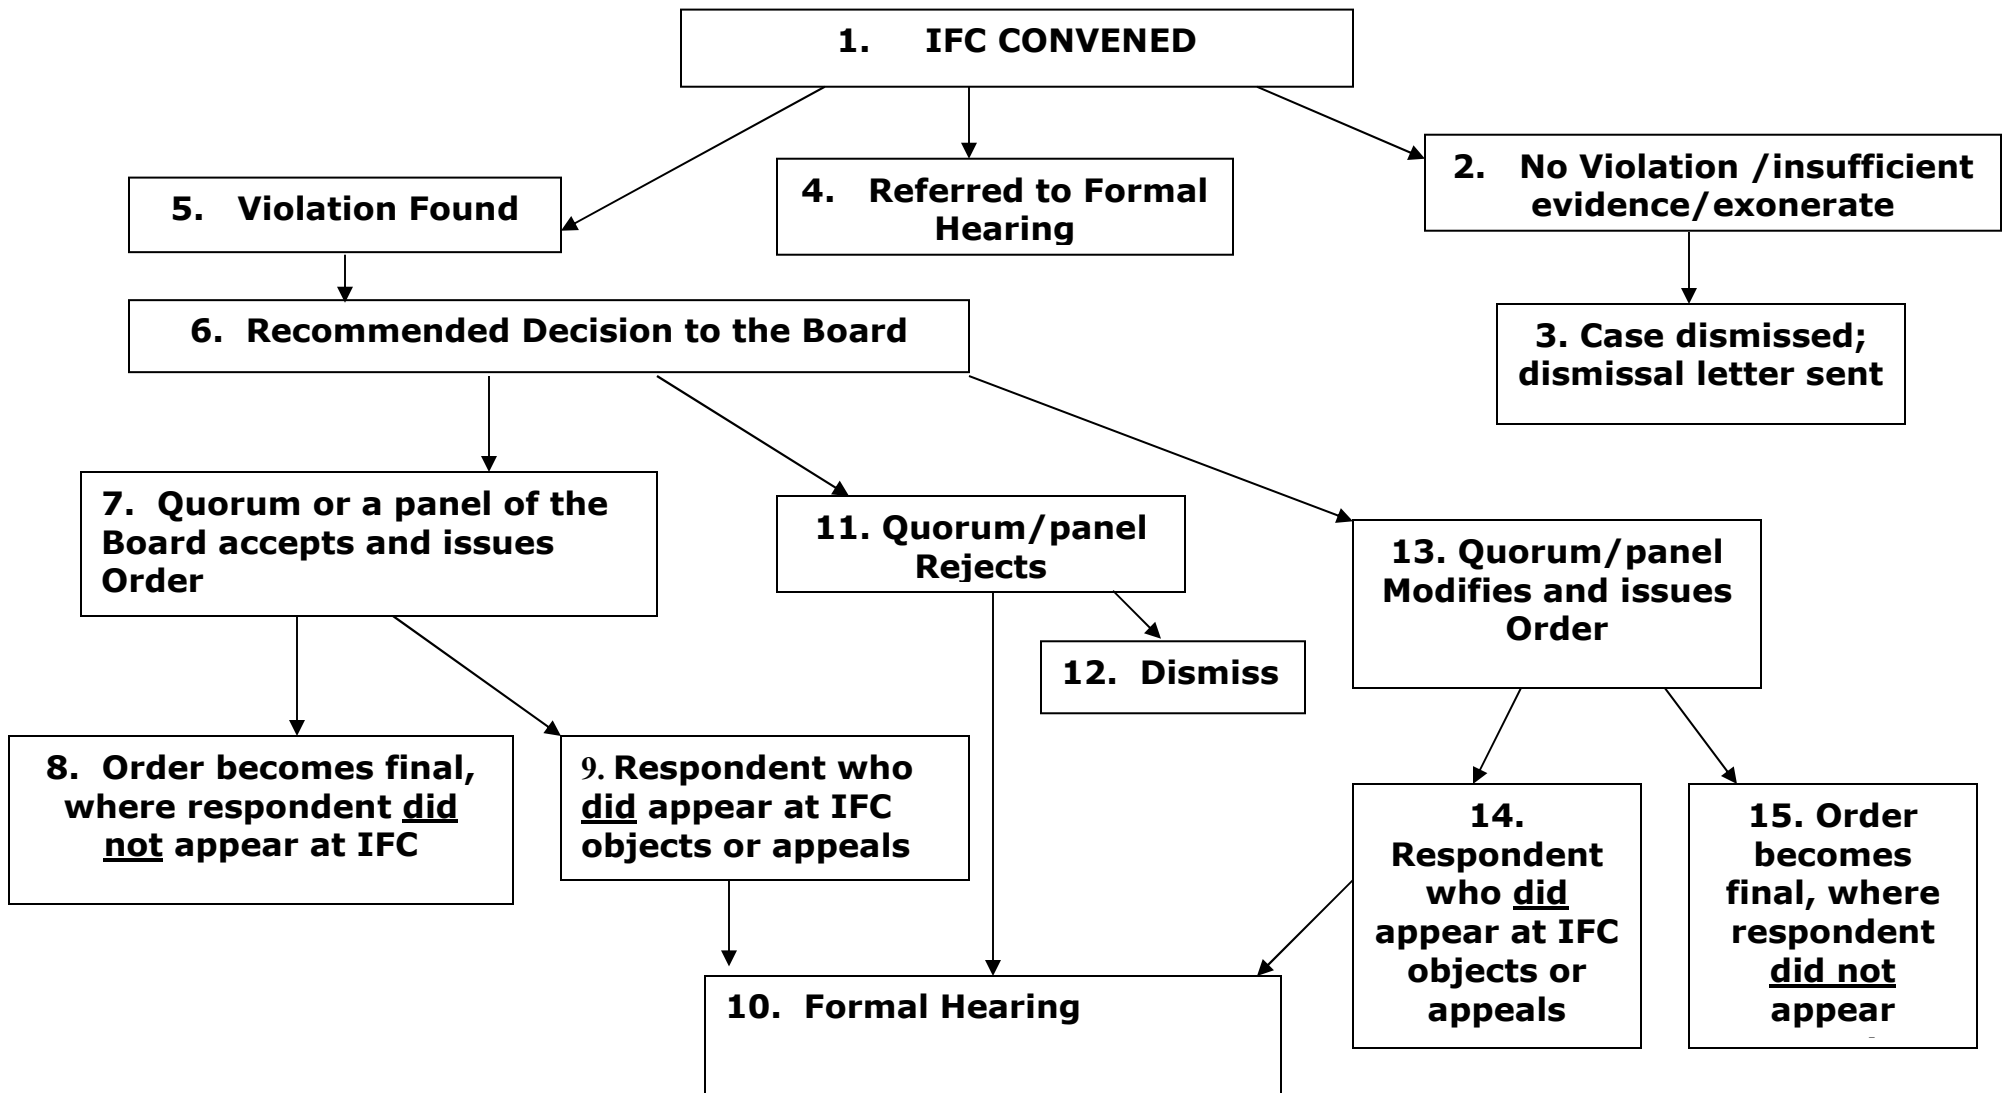 1. IFC CONVENED
2. No Violation /insufficient
evidence/exonerate
3. Case dismissed;
dismissal letter sent
4. Referred to Formal
Hearing
5. Violation Found
6. Recommended Decision to the Board
7. Quorum or a panel of the
Board accepts and issues
Order
8. Order becomes final,
where respondent did
not appear at IFC
9. Respondent who
did appear at IFC
objects or appeals
10. Formal Hearing
11. Quorum/panel
Rejects
12. Dismiss
13. Quorum/panel
Modifies and issues
Order
14.
Respondent
who did
appear at IFC
objects or
appeals
15. Order
becomes
final, where
respondent
did not
appear